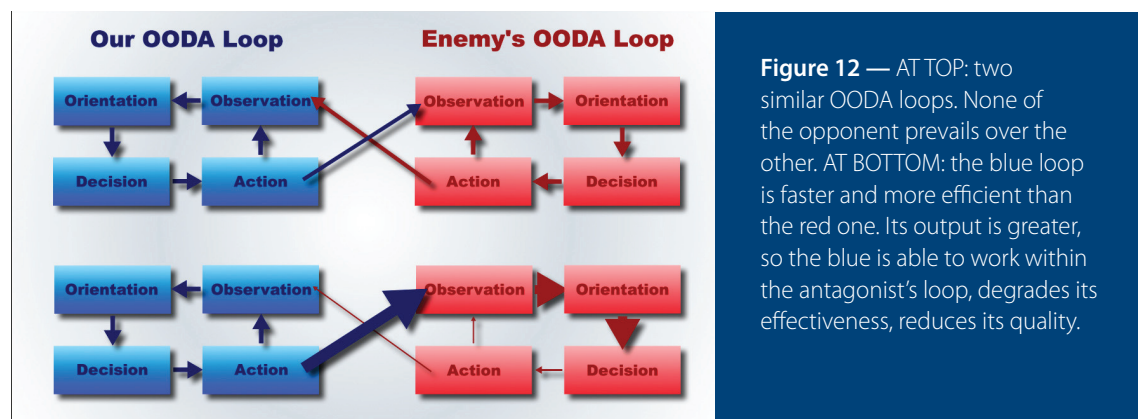 Our OODA Loop
Enemy's OODA Loop
Orientation
Observation
Observation
Orientation
Decision
Action
Action
Decision
Orientation
Observation
Observation
Orientation
Decision
Action
Action
Decision
Figure 12 — AT TOP: two
similar OODA loops. None of
the opponent prevails over the
other. AT BOTTOM: the blue loop
is faster and more efficient than
the red one. Its output is greater,
so the blue is able to work within
the antagonist’s loop, degrades its
effectiveness, reduces its quality.